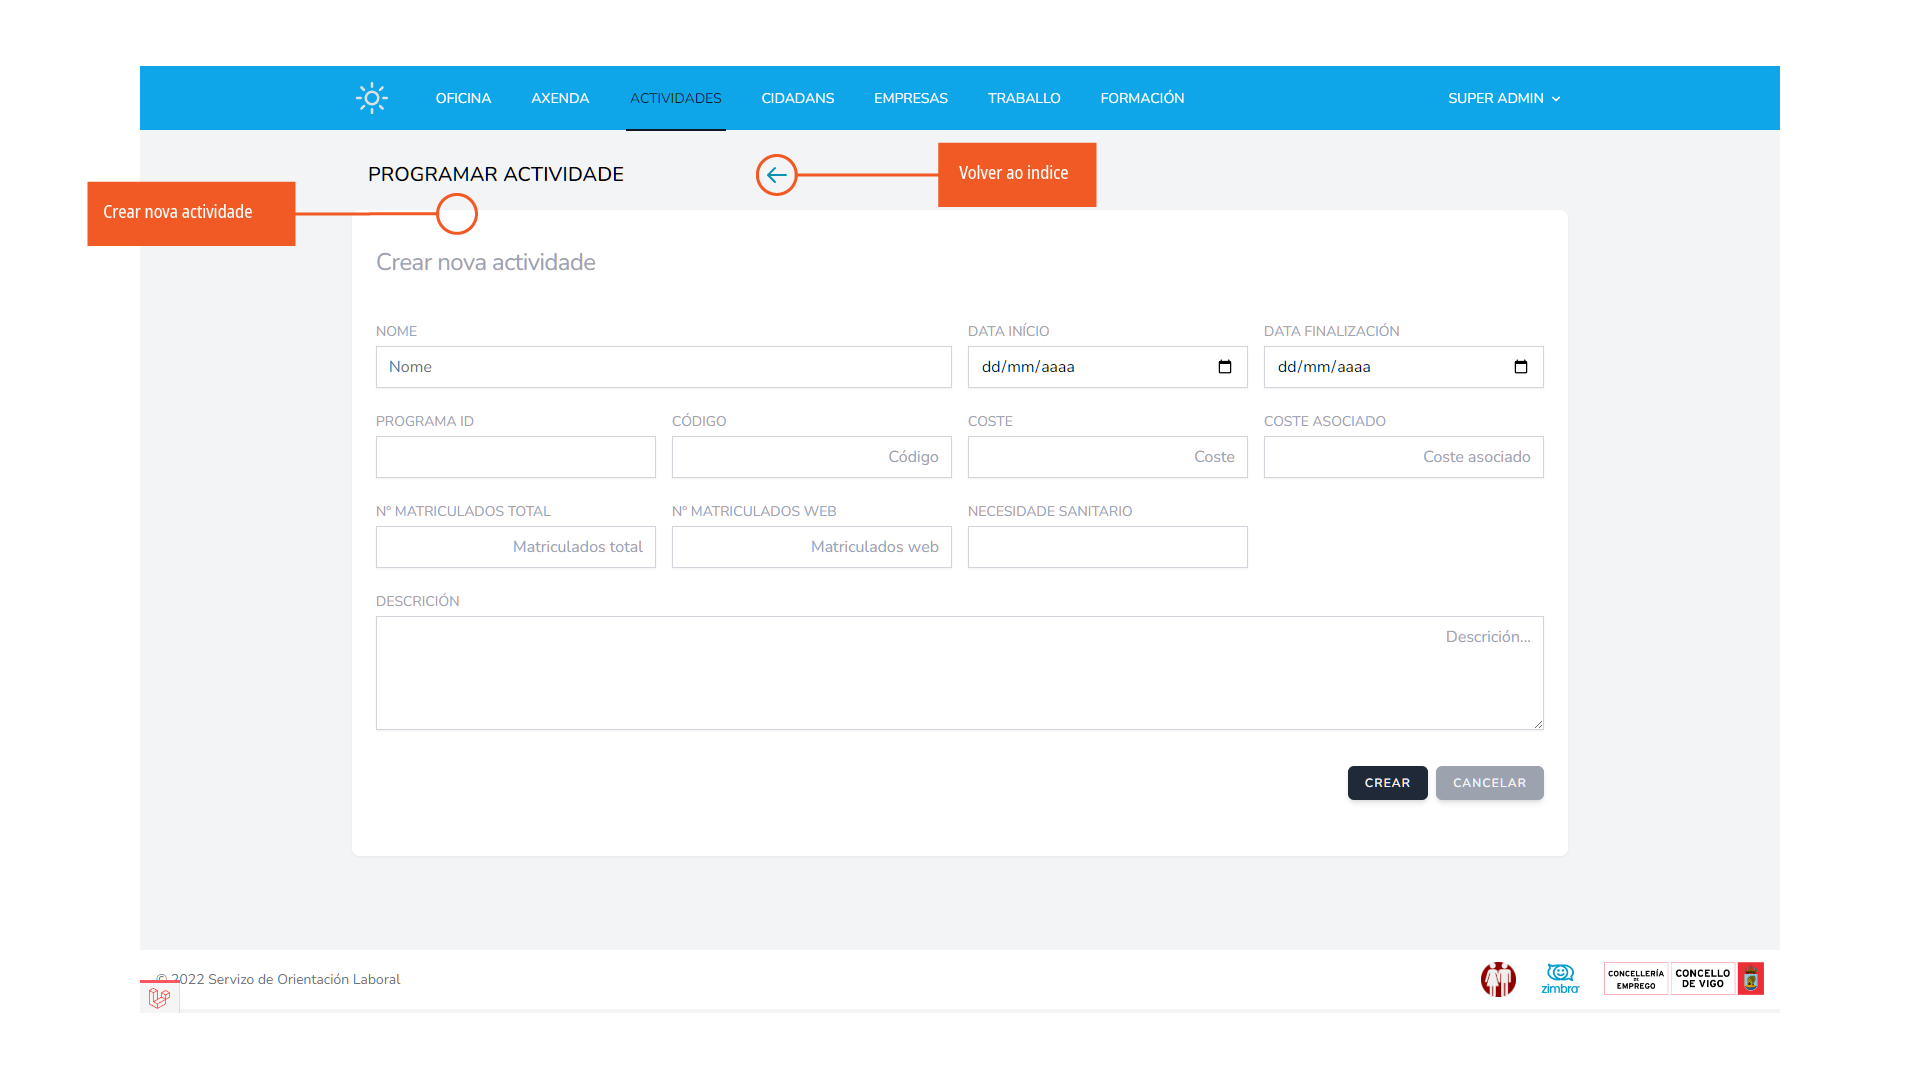 OFICINA AXENDA ACTIVIDADES CIDADANS EMPRESAS TRABALLO FORMACIÓN SUPER ADMIN
PROGRAMAR ACTIVIDADE
Volver ao indice
Crear nova actividade
Crear nova actividade
NOME DATA INÍCIO DATA FINALIZACIÓN
Nome dd/mm/aaaa dd/mm/aaaa
PROGRAMA ID CÓDIGO COSTE COSTE ASOCIADO
Código Coste Coste asociado
Nº MATRICULADOS TOTAL Nº MATRICULADOS WEB NECESIDADE SANITARIO
Matriculados total Matriculados web
DESCRICIÓN
Descrición...
CREAR CANCELAR
© 2022 Servizo de Orientación Laboral
zimbra
CONCELLERÍA
DE
EMPREGO
CONCELLO
DE VIGO